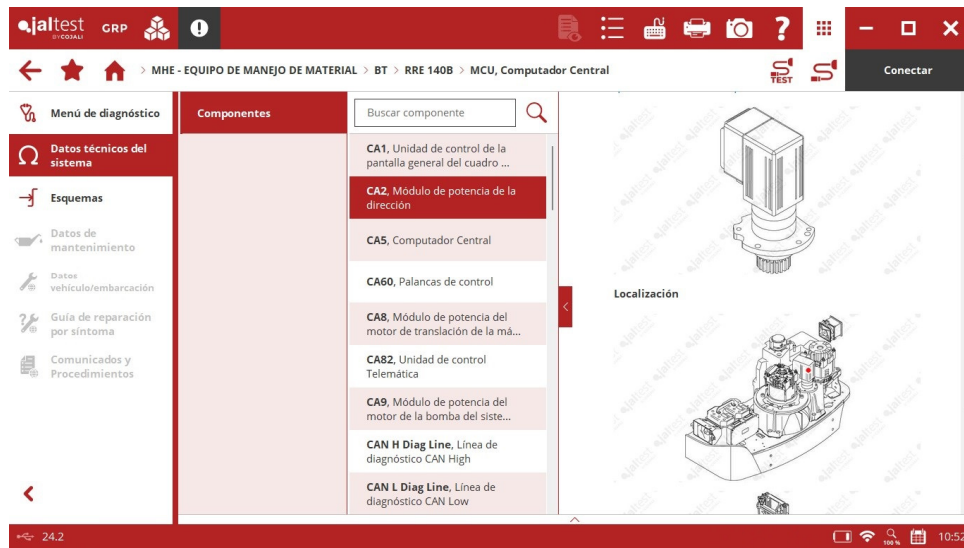 jaltest
BY COJALI
GRP
> MHE - EQUIPO DE MANEJO DE MATERIAL > BT > RRE 140B > MCU, Computador Central
TEST
Conectar
Menú de diagnóstico
Datos técnicos del
sistema
Esquemas
Datos de
mantenimiento
Datos
vehículo/embarcación
Guía de reparación
por síntoma
Comunicados y
Procedimientos
Componentes
Buscar componente
CA1, Unidad de control de la
pantalla general del cuadro ...
CA2, Módulo de potencia de la
dirección
CA5, Computador Central
CA60, Palancas de control
CA8, Módulo de potencia del
motor de translación de la má...
CA82, Unidad de control
Telemática
CA9, Módulo de potencia del
motor de la bomba del siste...
CAN H Diag Line, Línea de
diagnóstico CAN High
CAN L Diag Line, Línea de
diagnóstico CAN Low
Localización
24.2
100 %
10:52